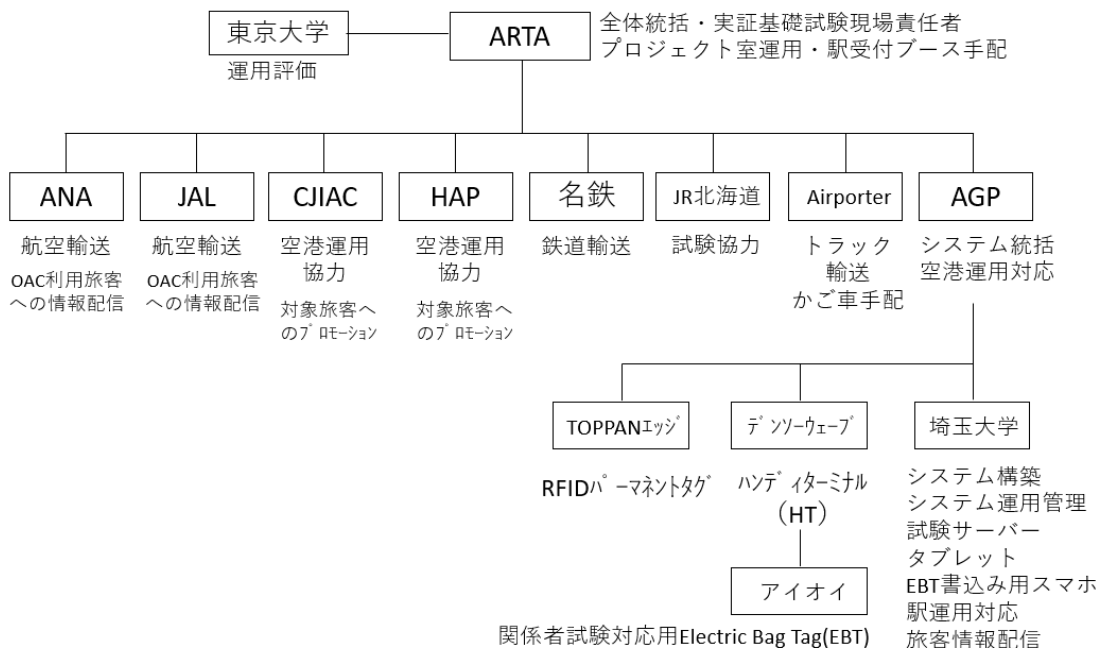 東京大学
運用評価
ARTA
全体統括・実証基礎試験現場責任者
プロジェクト室運用・駅受付ブース手配
ANA
航空輸送
OAC利用旅客
への情報配信
JAL
航空輸送
OAC利用旅客
への情報配信
CJIAC
空港運用
協力
対象旅客へ
のﾌﾟﾛﾓｰｼｮﾝ
HAP
空港運用
協力
対象旅客へ
のﾌﾟﾛﾓｰｼｮﾝ
名鉄
鉄道輸送
JR北海道
試験協力
Airporter
トラック
輸送
かご車手配
AGP
システム統括
空港運用対応
TOPPANｴｯｼﾞ
RFIDﾊﾟｰﾏﾈﾝﾄﾀｸﾞ
ﾃﾞﾝｿｰｳｪｰﾌﾞ
ﾊﾝﾃﾞｨﾀｰﾐﾅﾙ
（HT）
アイオイ
関係者試験対応用Electric Bag Tag(EBT)
埼玉大学
システム構築
システム運用管理
試験サーバー
タブレット
EBT書込み用スマホ
駅運用対応
旅客情報配信